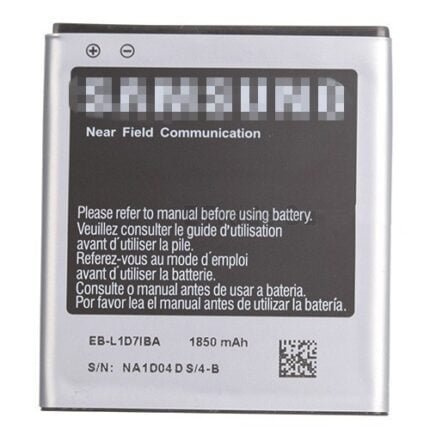 Near Field Communication
Please refer to manual before using battery.
Veuillez consulter le guide d'utilisation
avant d'utiliser la pile.
Referez-vous au mode d'emploi
avant d'utiliser la batterie.
Consulte o manual antes de usar a bateria.
Por favor lea el manual antes de utilizar la batería.
EB-L1D7IBA 1850 mAh
S/N: NA1D04DS/4-B